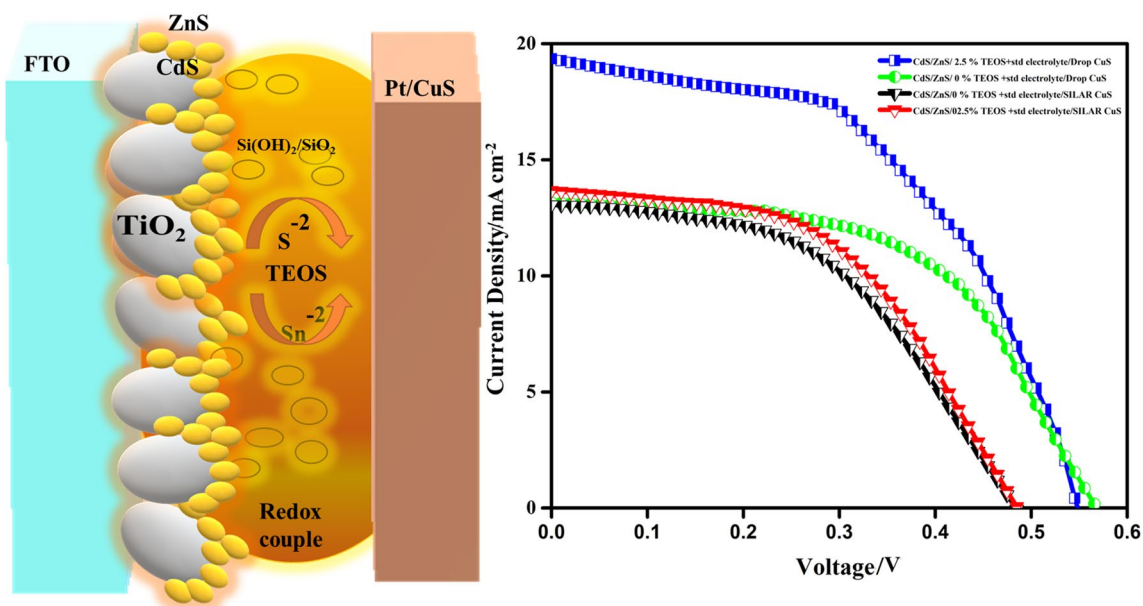 ZnS
FTO
CdS
Pt/CuS
Si(OH)2/SiO2
TiO2
S-2
TEOS
Sn-2
Redox
couple
20
15
10
5
0
Current Density/mA cm-2
CdS/ZnS/ 2.5 % TEOS+std electrolyte/Drop CuS
CdS/ZnS/ 0 % TEOS +std electrolyte/Drop CuS
CdS/ZnS/0 % TEOS +std electrolyte/SILAR CuS
CdS/ZnS/02.5% TEOS +std electrolyte/SILAR CuS
0.0 0.1 0.2 0.3 0.4 0.5 0.6
Voltage/V